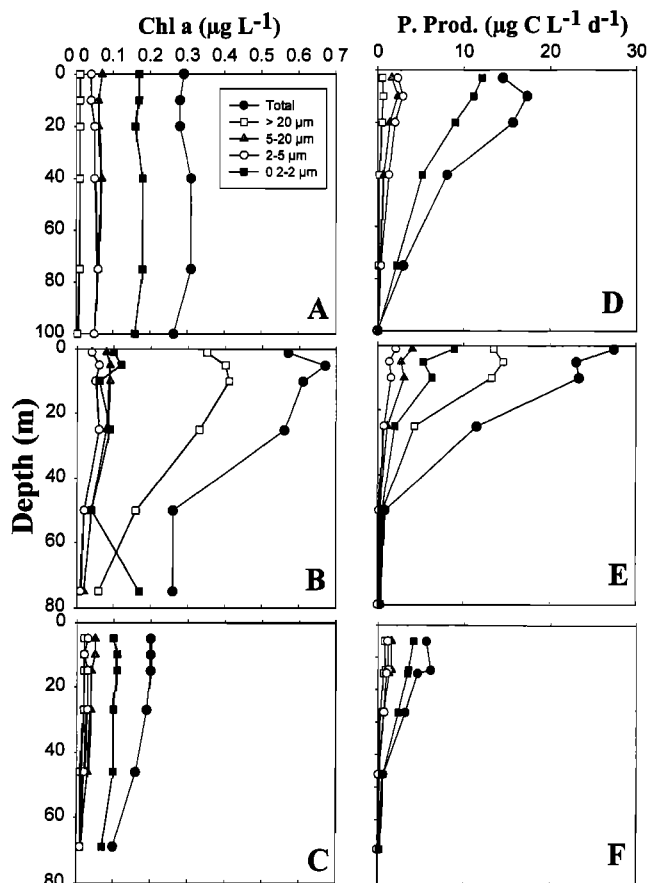 Chl a (µg L⁻¹)
P. Prod. (µg C L⁻¹ d⁻¹)
0 0.1 0.2 0.3 0.4 0.5 0.6 0 7
0 10 20 30
0
20
40
60
80
100
Total
> 20 µm
5-20 µm
2-5 µm
0 2-2 µm
A
D
0
20
40
60
80
B
E
Depth (m)
0
20
40
60
80
C
F